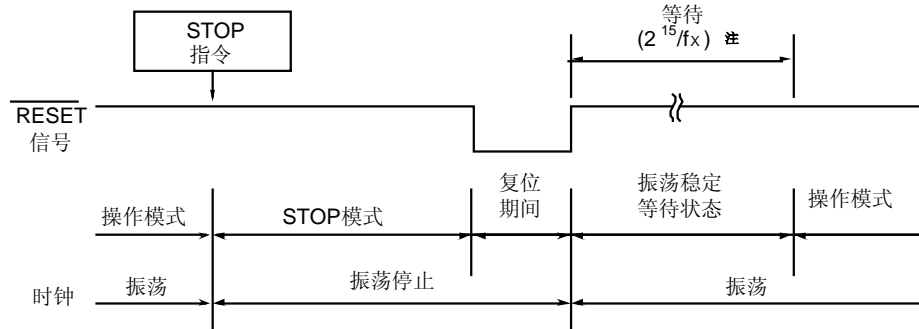 STOP
指令
等待
(2 15/fx) 注
RESET
信号
操作模式
STOP模式
复位
期间
振荡稳定
等待状态
操作模式
时钟
振荡
振荡停止
振荡